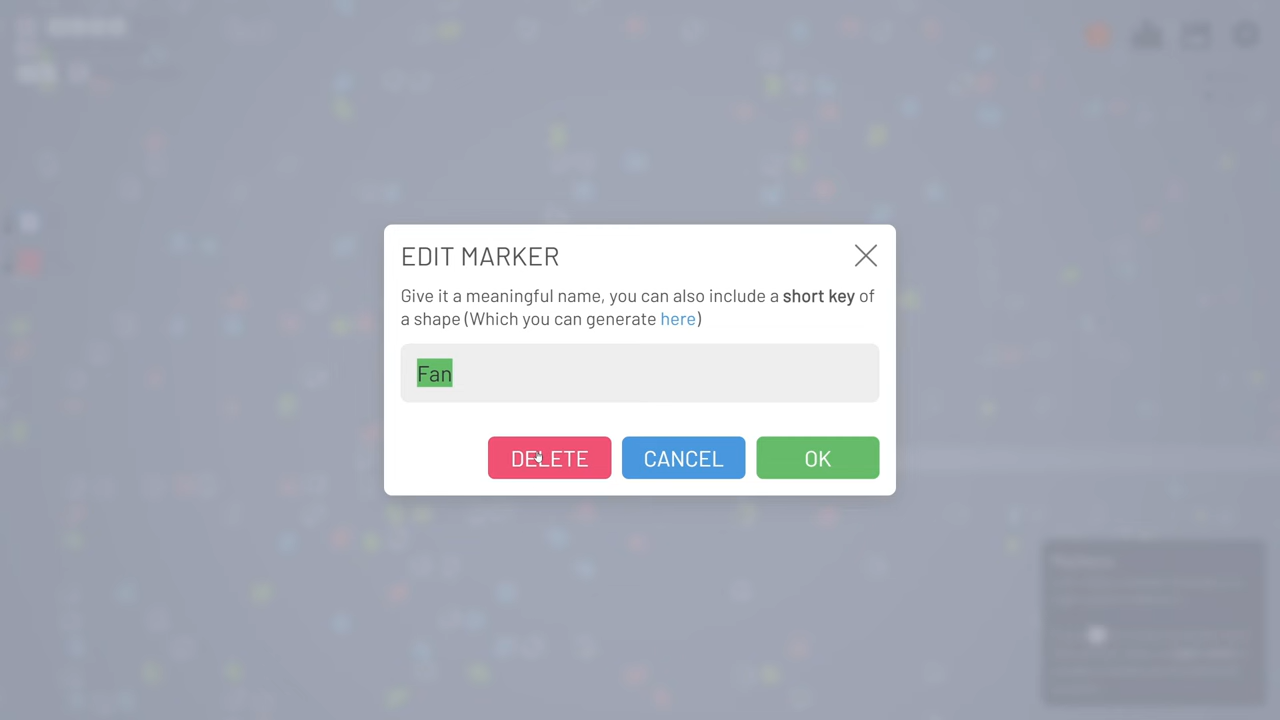 EDIT MARKER
Give it a meaningful name, you can also include a short key of
a shape (Which you can generate here)
Fan
DELETE CANCEL OK